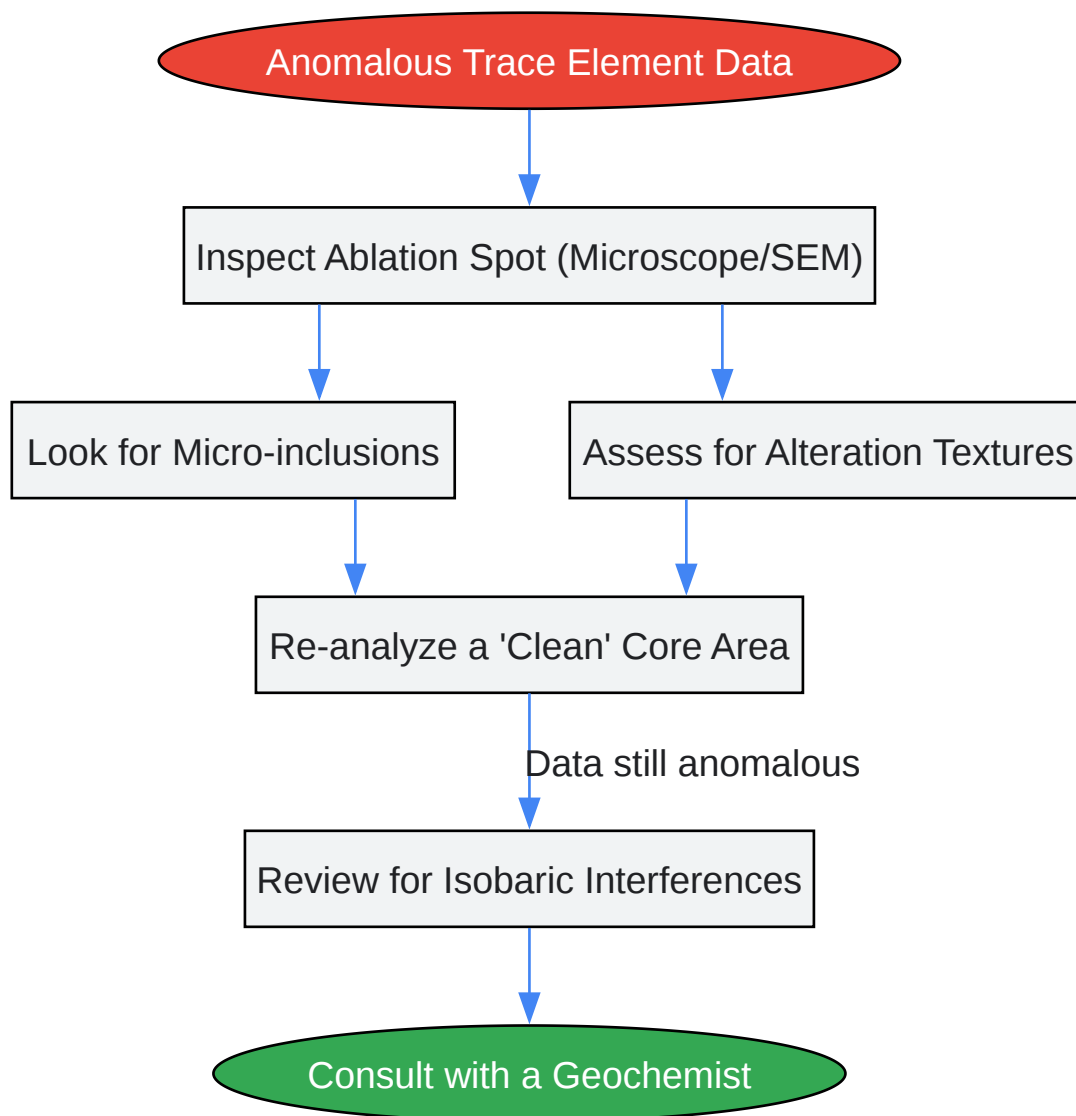 Anomalous Trace Element Data
Inspect Ablation Spot (Microscope/SEM)
Look for Micro-inclusions
Assess for Alteration Textures
Re-analyze a 'Clean' Core Area
Data still anomalous
Review for Isobaric Interferences
Consult with a Geochemist